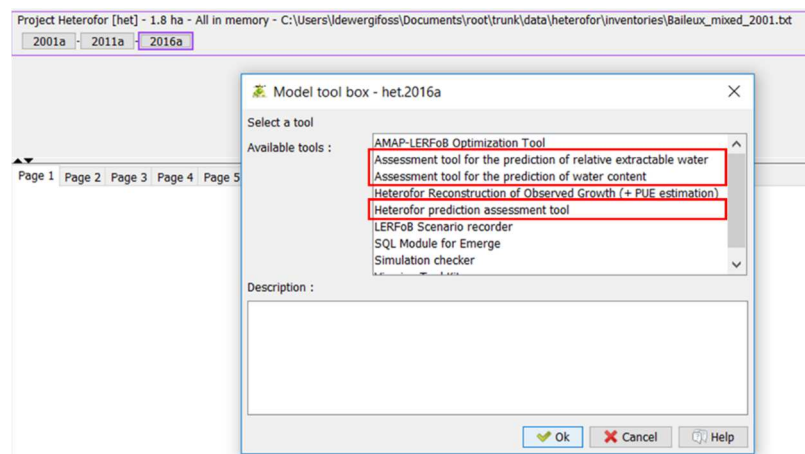 Project Heterofor [het] - 1.8 ha - All in memory - C:\Users\ldewergifoss\Documents\root\trunk\data\heterofor\inventories\Baileux_mixed_2001.txt
2001a - 2011a - 2016a
Model tool box - het.2016a
Select a tool
Available tools :
AMAP-LERFoB Optimization Tool
Assessment tool for the prediction of relative extractable water
Assessment tool for the prediction of water content
Heterofor Reconstruction of Observed Growth (+ PUE estimation)
Heterofor prediction assessment tool
LERFoB Scenario recorder
SQL Module for Emerge
Simulation checker
Page 1 Page 2 Page 3 Page 4 Page 5
Description :
Ok Cancel Help